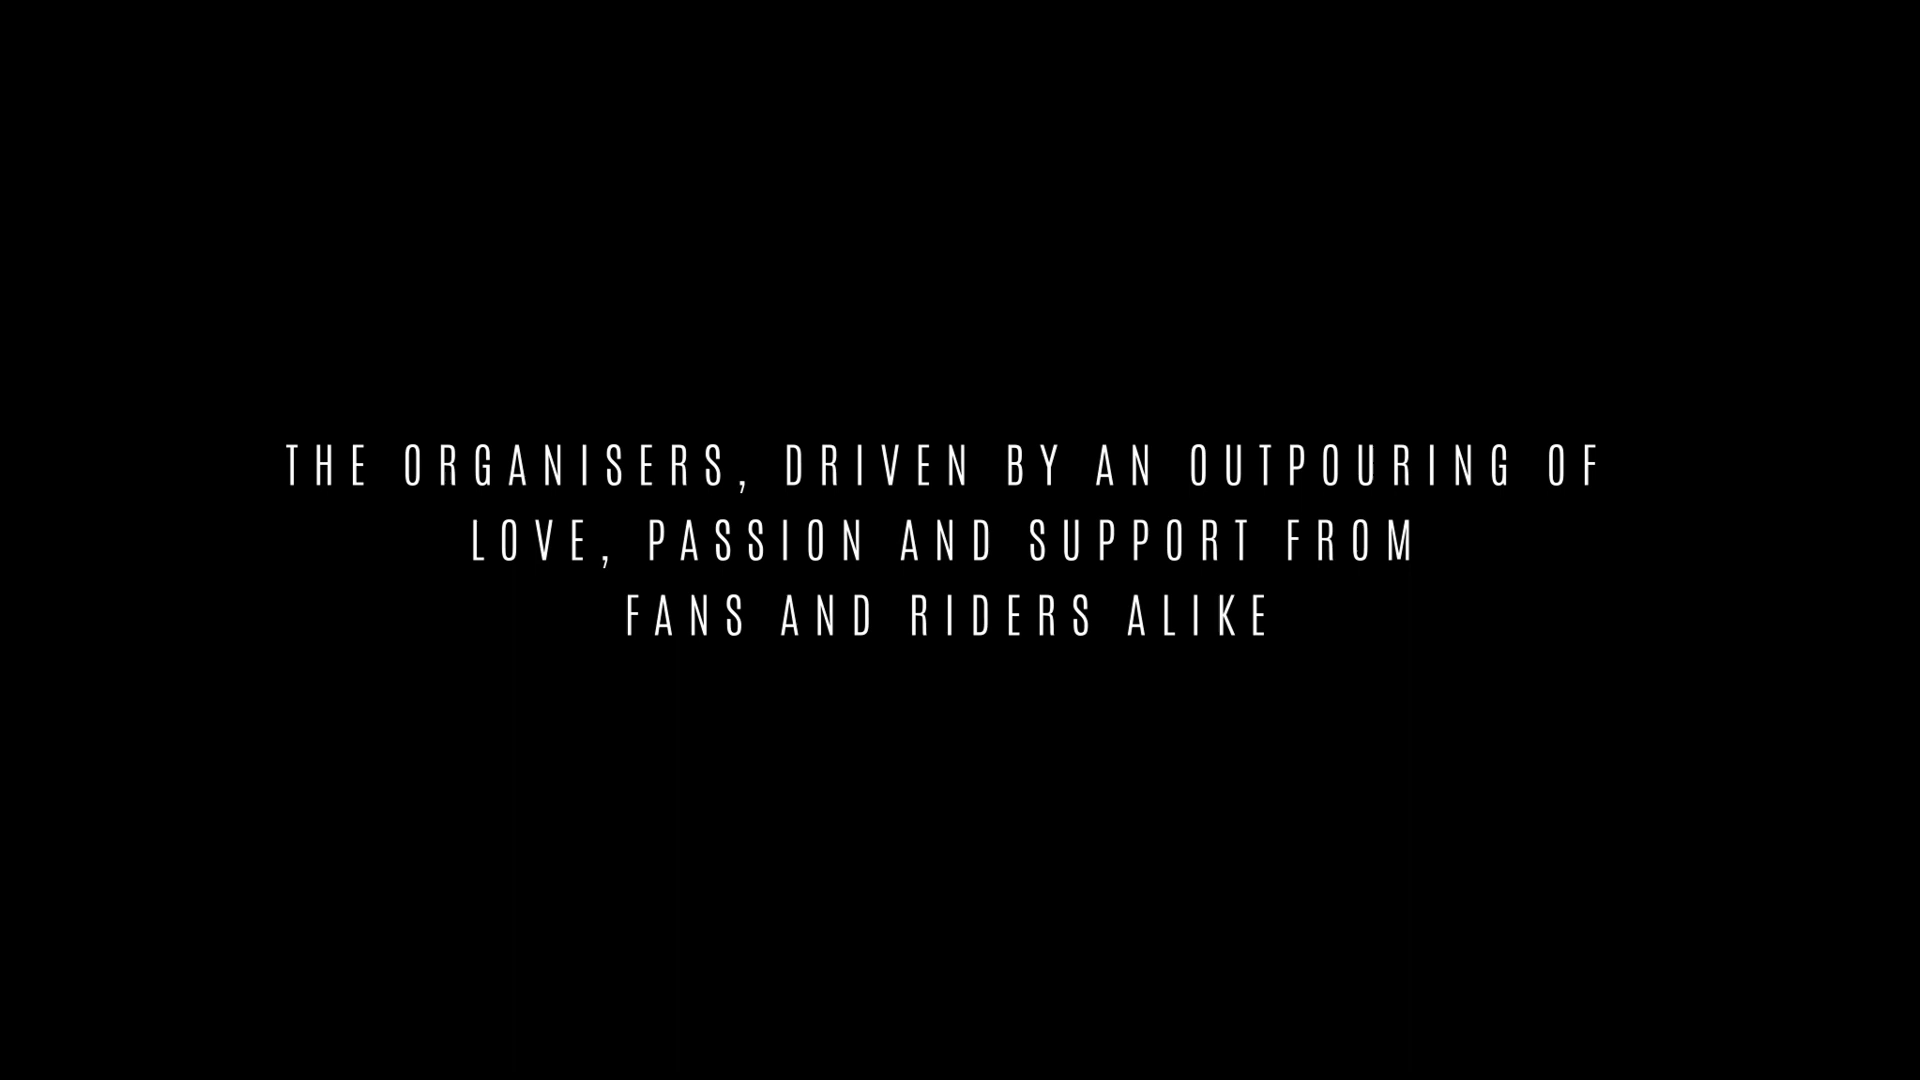 THE ORGANISERS, DRIVEN BY AN OUTPOURING OF
LOVE, PASSION AND SUPPORT FROM
FANS AND RIDERS ALIKE